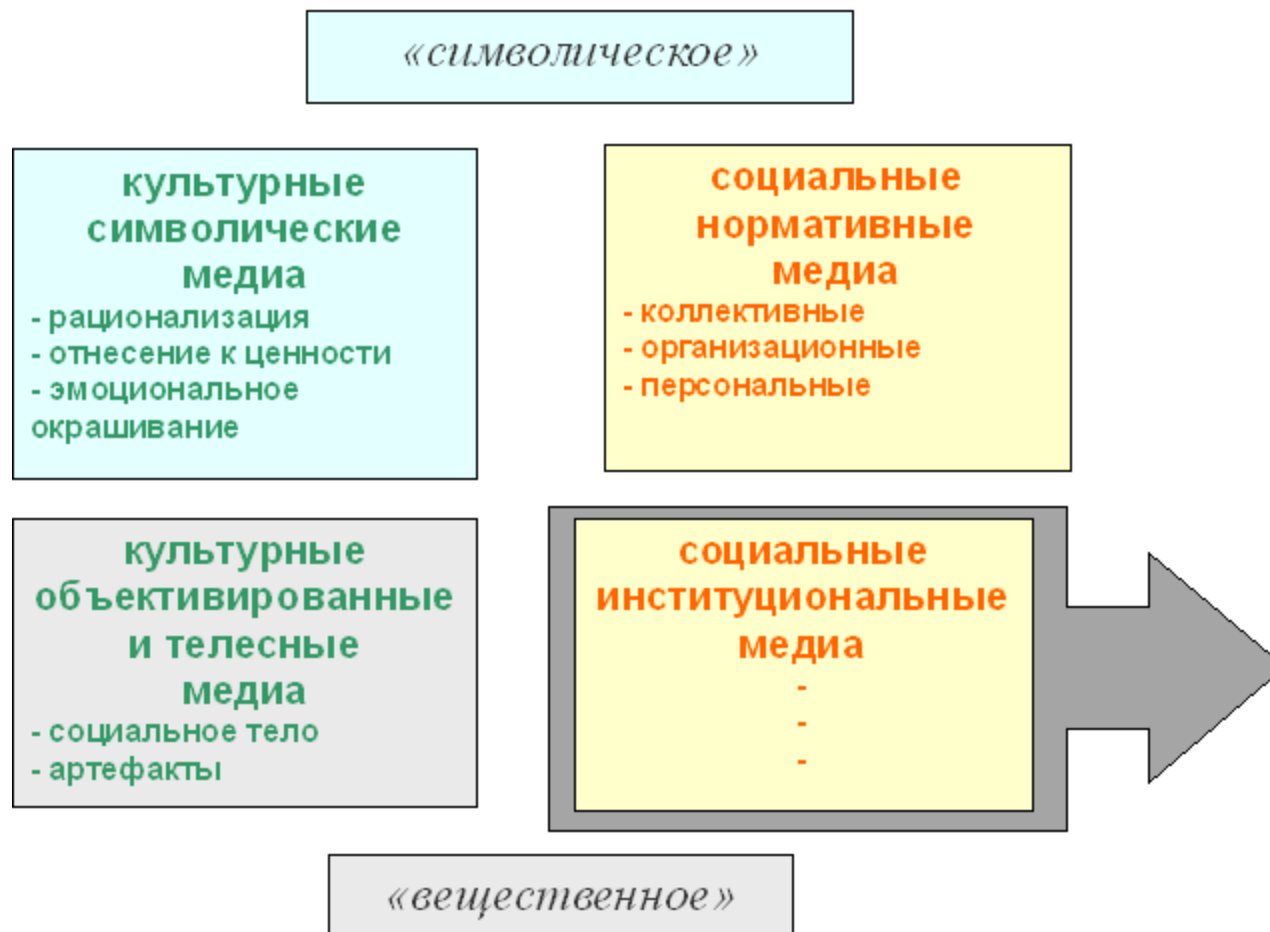 «символическое»
культурные
символические
медиа
- рационализация
- отнесение к ценности
- эмоциональное
окрашивание
социальные
нормативные
медиа
- коллективные
- организационные
- персональные
культурные
объективированные
и телесные
медиа
- социальное тело
- артефакты
социальные
институциональные
медиа
-
-
-
«вещественное»